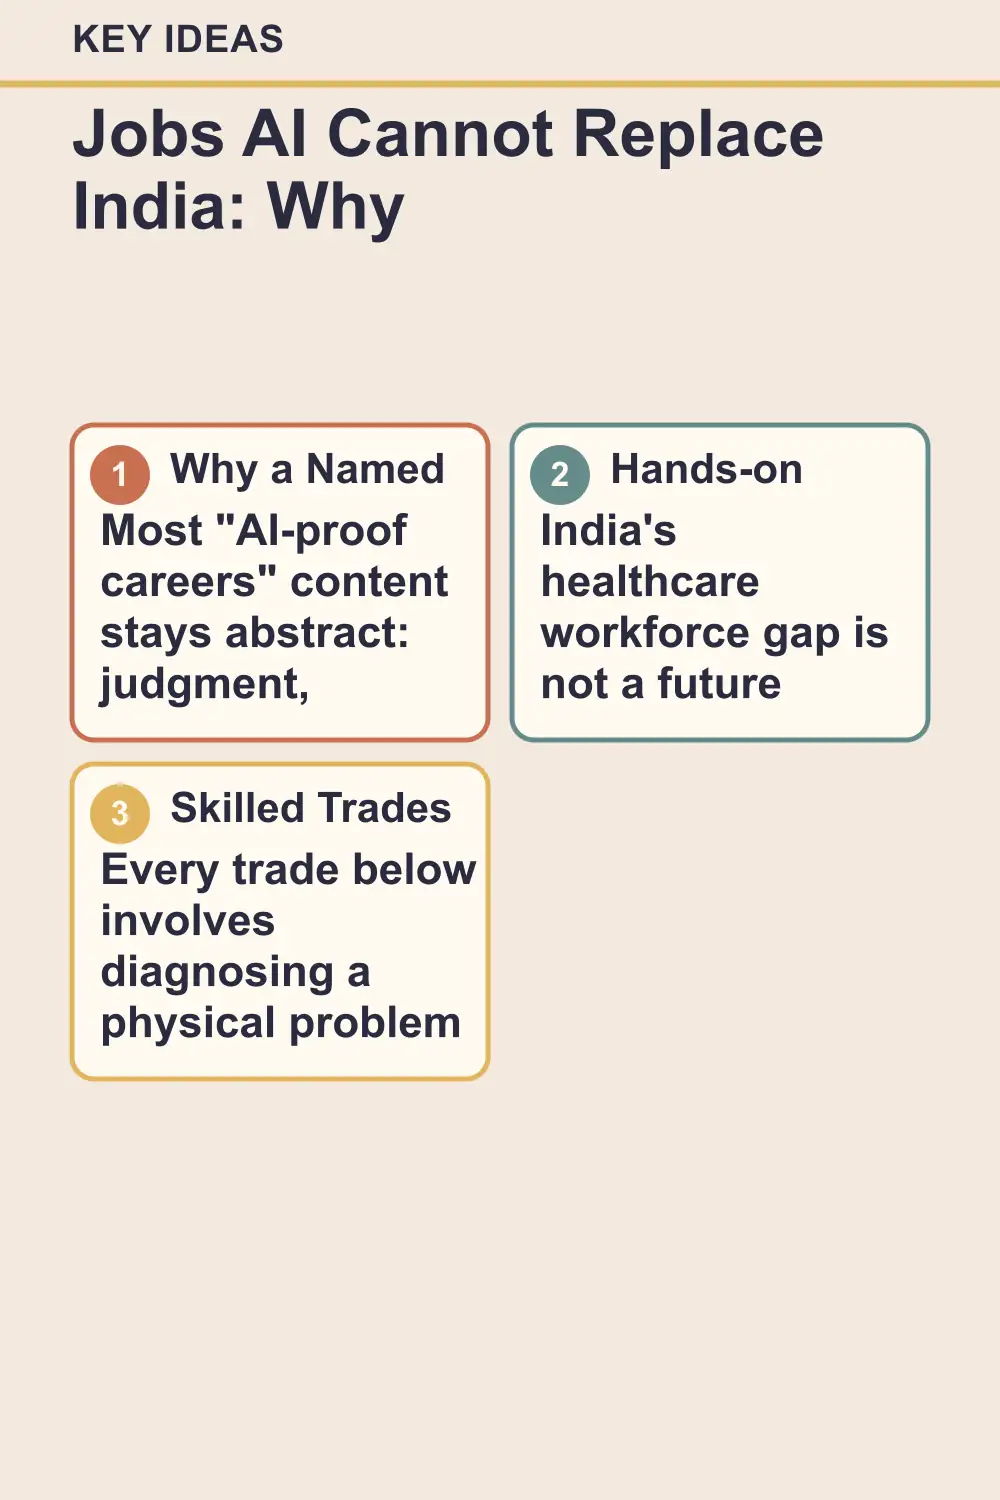 KEY IDEAS
Jobs AI Cannot Replace
India: Why
1 Why a Named
Most "AI-proof
careers" content
stays abstract:
judgment,
2 Hands-on
India's
healthcare
workforce gap is
not a future
3 Skilled Trades
Every trade below
involves
diagnosing a
physical problem